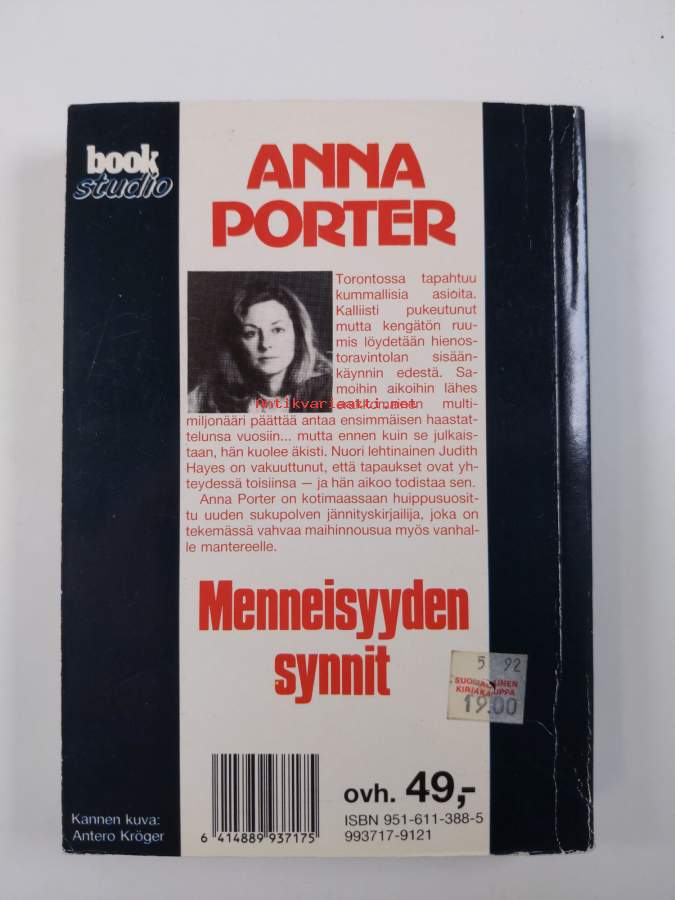 book
studio
ANNA
PORTER
Torontossa tapahtuu
kummallisia asioita.
Kalliisti pukeutunut
mutta kengätön ruu-
mis löydetään hienos-
toravintolan sisään-
käynnin edestä. Sa-
moihin aikoihin lähes
multi-
Antikvariaatti.net
miljonääri päättää antaa ensimmäisen haastat-
telunsa vuosiin... mutta ennen kuin se julkais-
taan, hän kuolee äkisti. Nuori lehtinainen Judith
Hayes on vakuuttunut, että tapaukset ovat yh-
teydessä toisiinsa — ja hän aikoo todistaa sen.
Anna Porter on kotimaassaan huippusuosit-
tu uuden sukupolven jännityskirjailija, joka on
tekemässä vahvaa maihinnousua myös vanhal-
le mantereelle.
Menneisyyden
synnit
5 92
SUOMALAINEN
KIRJAKAUPPA
19.00
ovh. 49,-
ISBN 951-611-388-5
993717-9121
6 414889 937175
Kannen kuva:
Antero Kröger